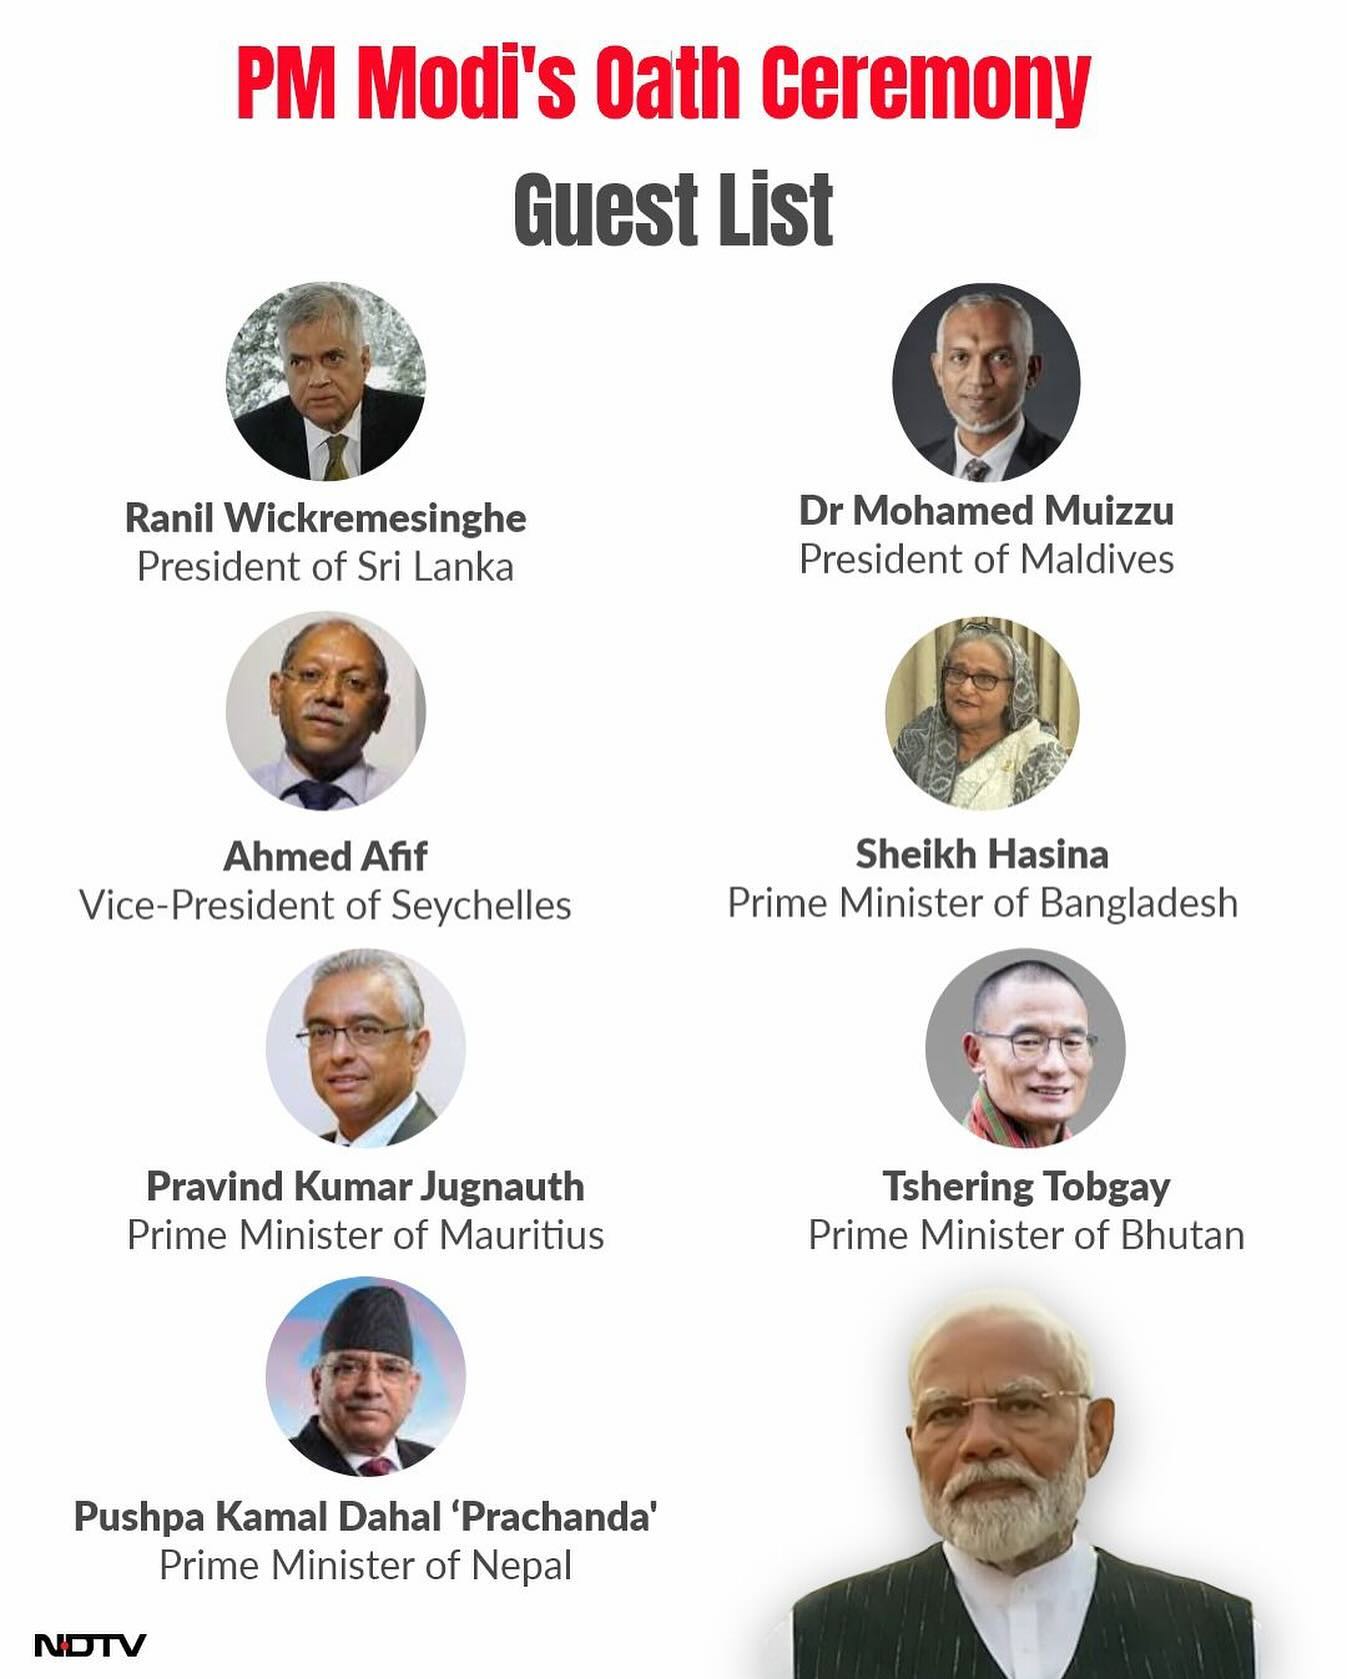 PM Modi's Oath Ceremony
Guest List
Ranil Wickremesinghe
President of Sri Lanka
Dr Mohamed Muizzu
President of Maldives
Ahmed Afif
Vice-President of Seychelles
Sheikh Hasina
Prime Minister of Bangladesh
Pravind Kumar Jugnauth
Prime Minister of Mauritius
Tshering Tobgay
Prime Minister of Bhutan
Pushpa Kamal Dahal ‘Prachanda'
Prime Minister of Nepal
NDTV